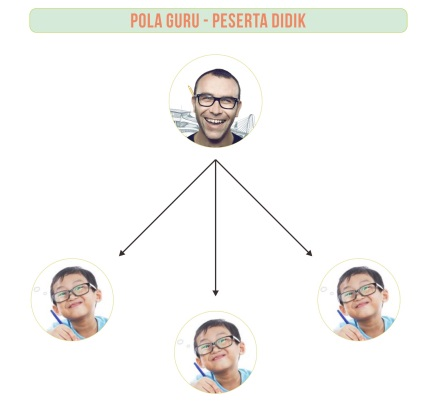 POLA GURU - PESERTA DIDIK